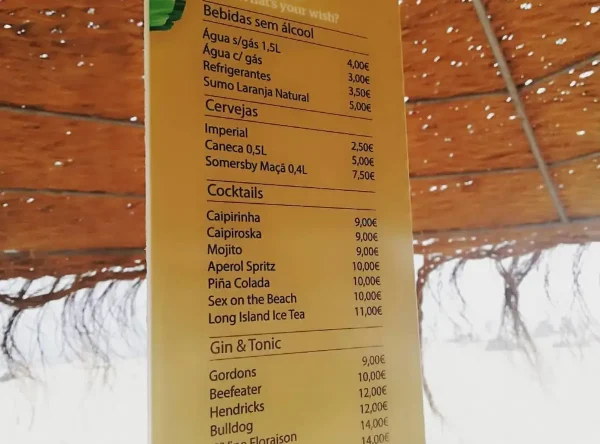 what's your wish?
Bebidas sem álcool
Água s/gás 1,5L 4,00€
Água c/ gás 3,00€
Refrigerantes 3,50€
Sumo Laranja Natural 5,00€
Cervejas
Imperial 2,50€
Caneca 0,5L 5,00€
Somersby Maçã 0,4L 7,50€
Cocktails
Caipirinha 9,00€
Caipiroska 9,00€
Mojito 9,00€
Aperol Spritz 10,00€
Piña Colada 10,00€
Sex on the Beach 10,00€
Long Island Ice Tea 11,00€
Gin & Tonic
Gordons 9,00€
Beefeater 10,00€
Hendricks 12,00€
Bulldog 12,00€
Floraison 14,00€
14,00€